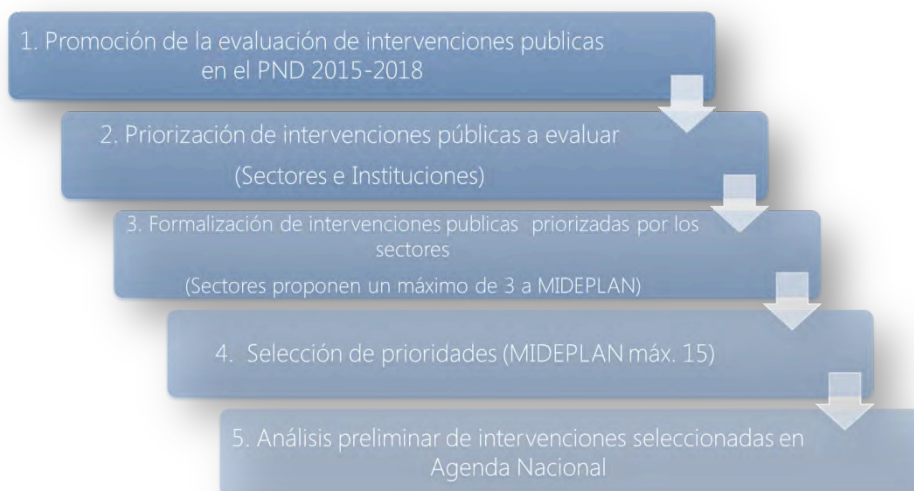 1. Promoción de la evaluación de intervenciones publicas
en el PND 2015-2018
2. Priorización de intervenciones públicas a evaluar
(Sectores e Instituciones)
3. Formalización de intervenciones publicas priorizadas por los
sectores
(Sectores proponen un máximo de 3 a MIDEPLAN)
4. Selección de prioridades (MIDEPLAN máx. 15)
5. Análisis preliminar de intervenciones seleccionadas en
Agenda Nacional